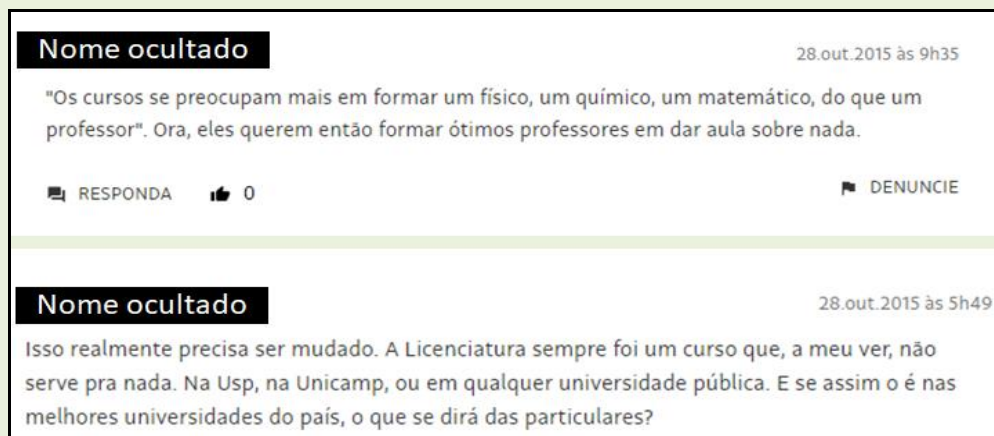 Nome ocultado 28.out.2015 às 9h35
"Os cursos se preocupam mais em formar um físico, um químico, um matemático, do que um
professor". Ora, eles querem então formar ótimos professores em dar aula sobre nada.
RESPONDA 0 DENUNCIE
Nome ocultado 28.out.2015 às 5h49
Isso realmente precisa ser mudado. A Licenciatura sempre foi um curso que, a meu ver, não
serve pra nada. Na Usp, na Unicamp, ou em qualquer universidade pública. E se assim o é nas
melhores universidades do país, o que se dirá das particulares?